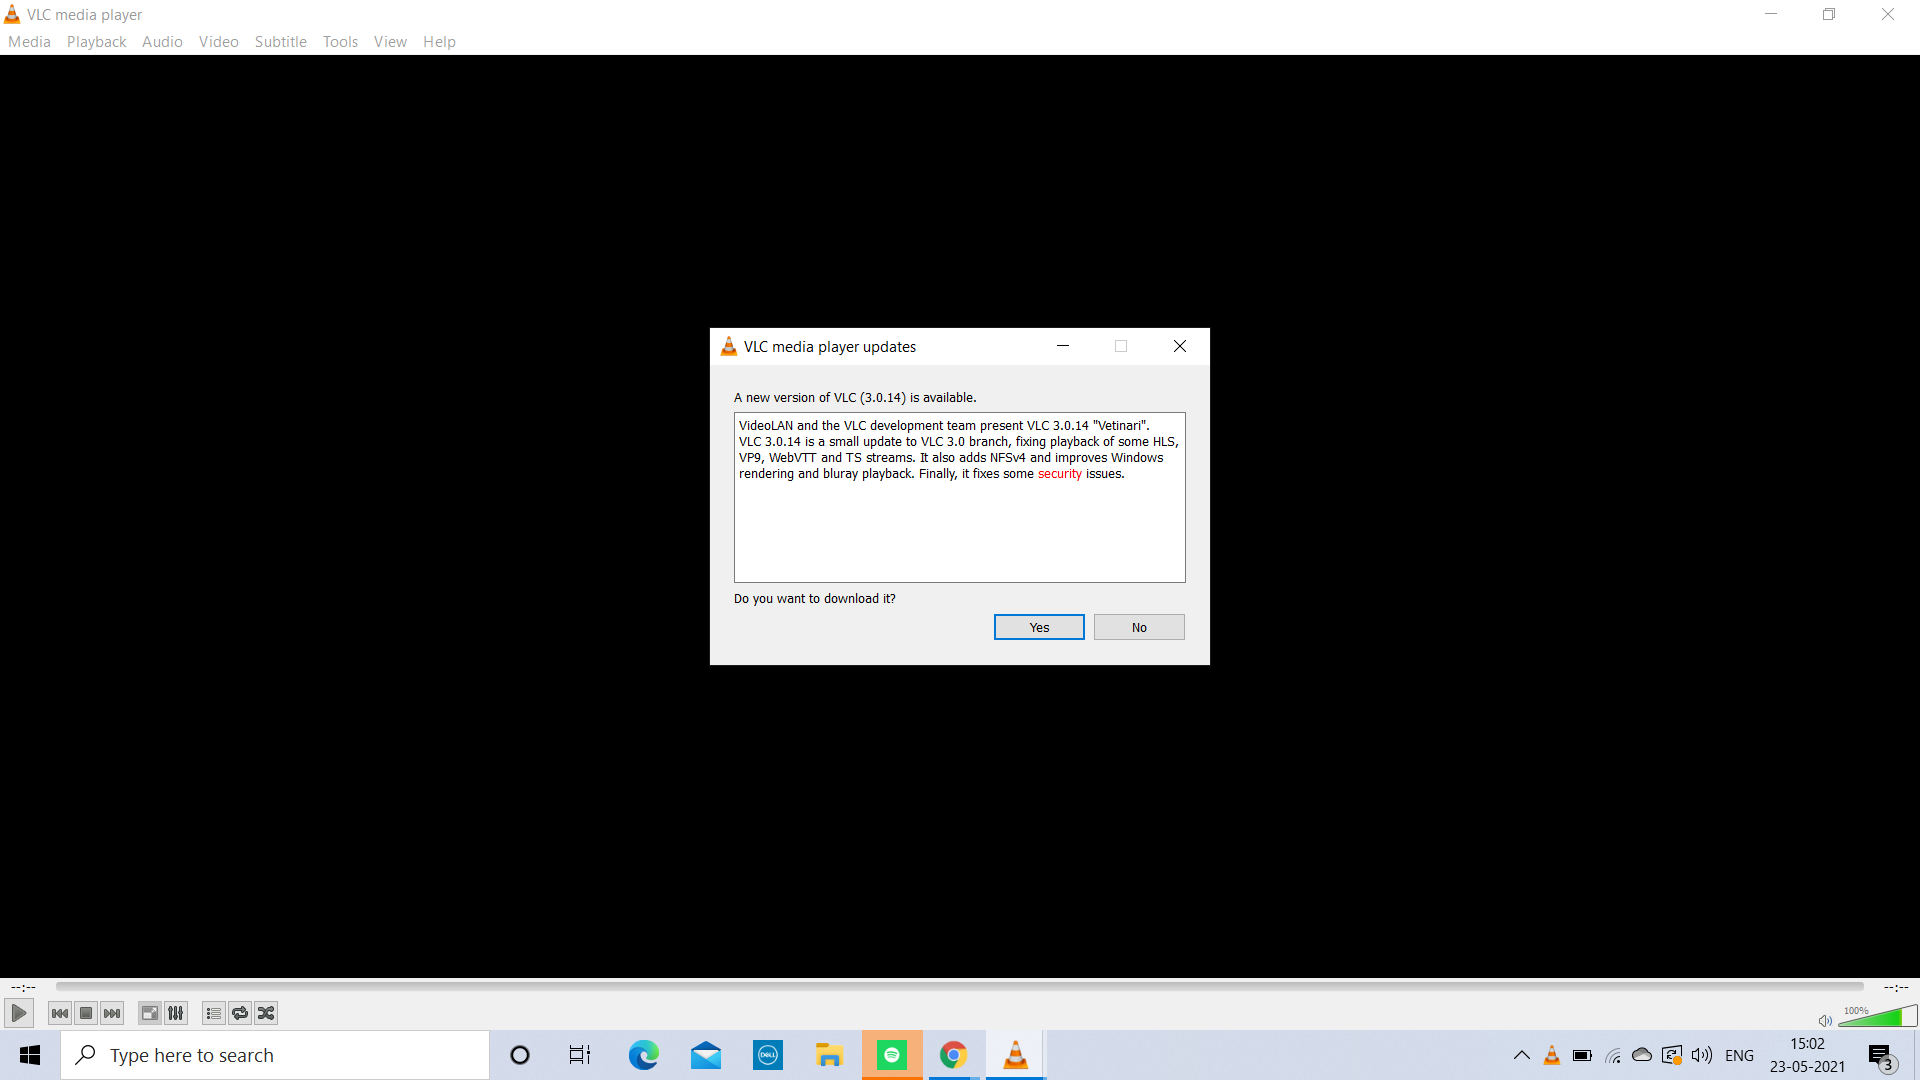 VLC media player
Media Playback Audio Video Subtitle Tools View Help
VLC media player updates
A new version of VLC (3.0.14) is available.
VideoLAN and the VLC development team present VLC 3.0.14 "Vetinari".
VLC 3.0.14 is a small update to VLC 3.0 branch, fixing playback of some HLS,
VP9, WebVTT and TS streams. It also adds NFSv4 and improves Windows
rendering and bluray playback. Finally, it fixes some security issues.
Do you want to download it?
Yes No
--:-- --:--
100%
Type here to search
DELL
ENG
15:02
23-05-2021
3